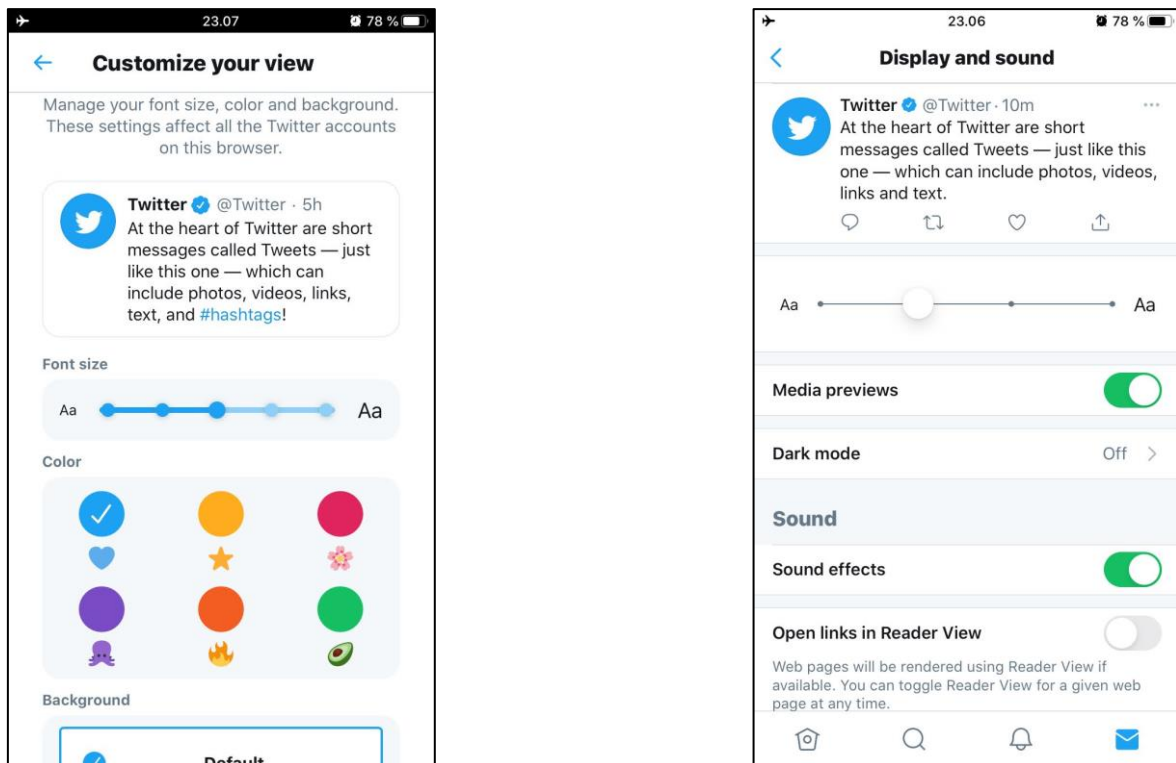 23.07
78 %
Customize your view
Manage your font size, color and background.
These settings affect all the Twitter accounts
on this browser.
Twitter @Twitter · 5h
At the heart of Twitter are short
messages called Tweets — just
like this one — which can
include photos, videos, links,
text, and #hashtags!
Font size
Aa
Aa
Color
Background
Default
23.06
78 %
Display and sound
Twitter @Twitter · 10m
At the heart of Twitter are short
messages called Tweets — just like this
one — which can include photos, videos,
links and text.
Aa
Aa
Media previews
Dark mode
Off
Sound
Sound effects
Open links in Reader View
Web pages will be rendered using Reader View if
available. You can toggle Reader View for a given web
page at any time.